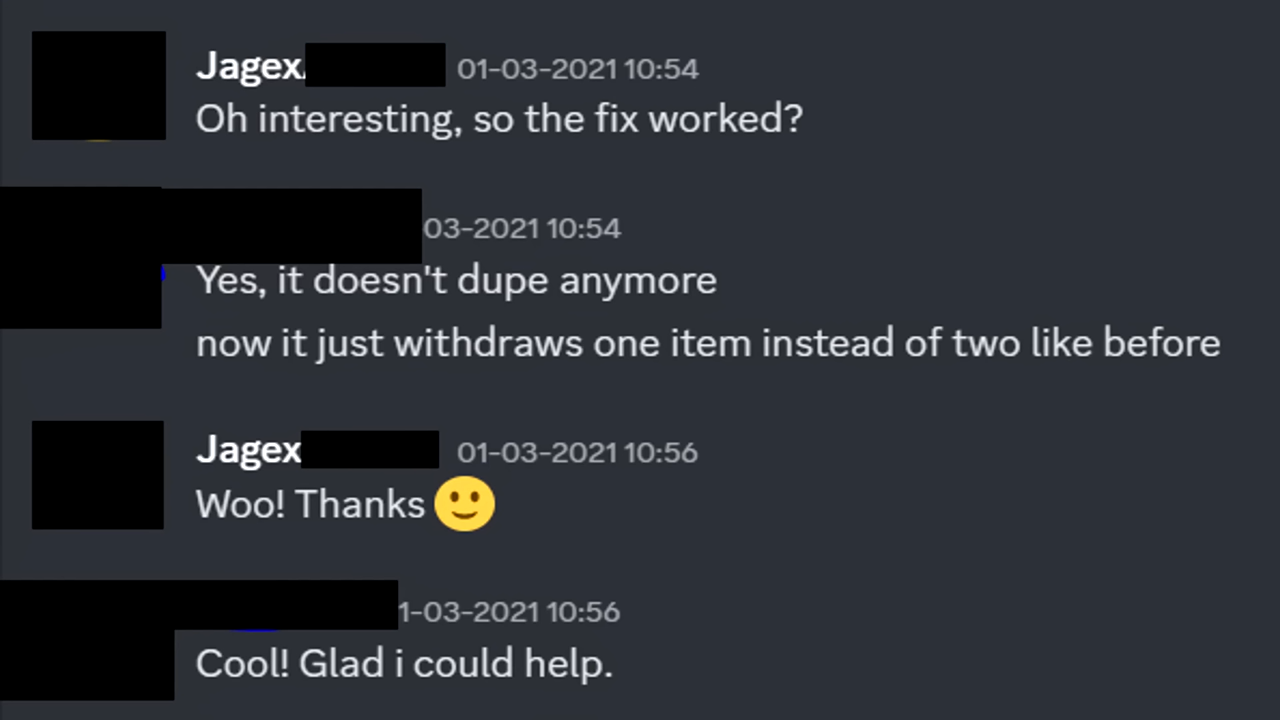 Jagex 01-03-2021 10:54
Oh interesting, so the fix worked?
03-2021 10:54
Yes, it doesn't dupe anymore
now it just withdraws one item instead of two like before
Jagex 01-03-2021 10:56
Woo! Thanks 🙂
1-03-2021 10:56
Cool! Glad i could help.